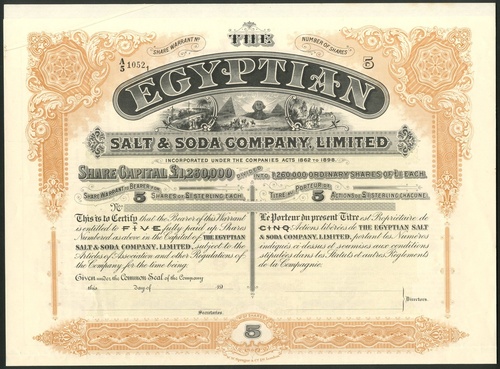 THE
SHARE WARRANT No
NUMBER OF SHARES
A/5 10521
5
EGYPTIAN
SALT & SODA COMPANY, LIMITED.
INCORPORATED UNDER THE COMPANIES ACTS 1862 TO 1898.
SHARE CAPITAL £1,260,000 DIVIDED INTO 1,260,000 ORDINARY SHARES OF £1 EACH.
SHARE WARRANT TO BEARER FOR 5 SHARES OF £1 STERLING EACH.
TITRE AU PORTEUR DE 5 ACTIONS DE £1 STERLING CHACUNE.
No
This is to Certify that the Bearer of this Warrant
is entitled to FIVE fully paid up Shares
Numbered as above in the Capital of THE EGYPTIAN
SALT & SODA COMPANY, LIMITED, subject to the
Articles of Association and other Regulations of
the Company for the time being.
Given under the Common Seal of the Company
this day of 19
Le Porteur du présent Titre est Propriétaire de
CINQ Actions libérées de THE EGYPTIAN SALT
& SODA COMPANY, LIMITED, portant les Numéros
indiqués ci-dessus et soumises aux conditions
stipulées dans les Statuts et autres Règlements
de la Compagnie.
Directors.
Secretaries.
5